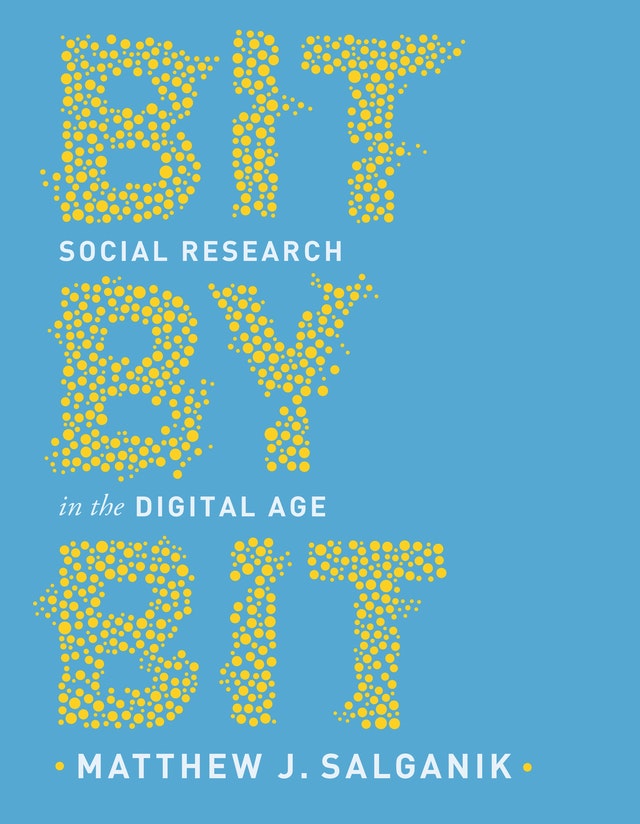 BIT
SOCIAL RESEARCH
BY
in the DIGITAL AGE
BIT
• MATTHEW J. SALGANIK •